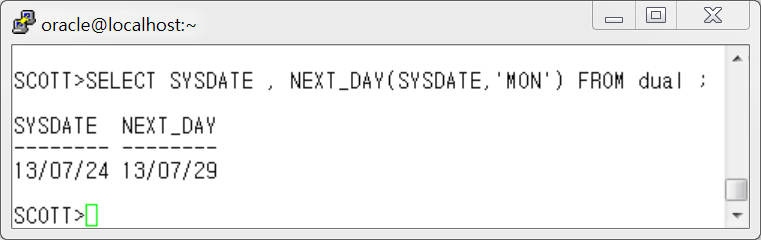 oracle@localhost:~
SCOTT>SELECT SYSDATE , NEXT_DAY(SYSDATE,'MON') FROM dual ;
SYSDATE  NEXT_DAY
-------- --------
13/07/24 13/07/29
SCOTT>